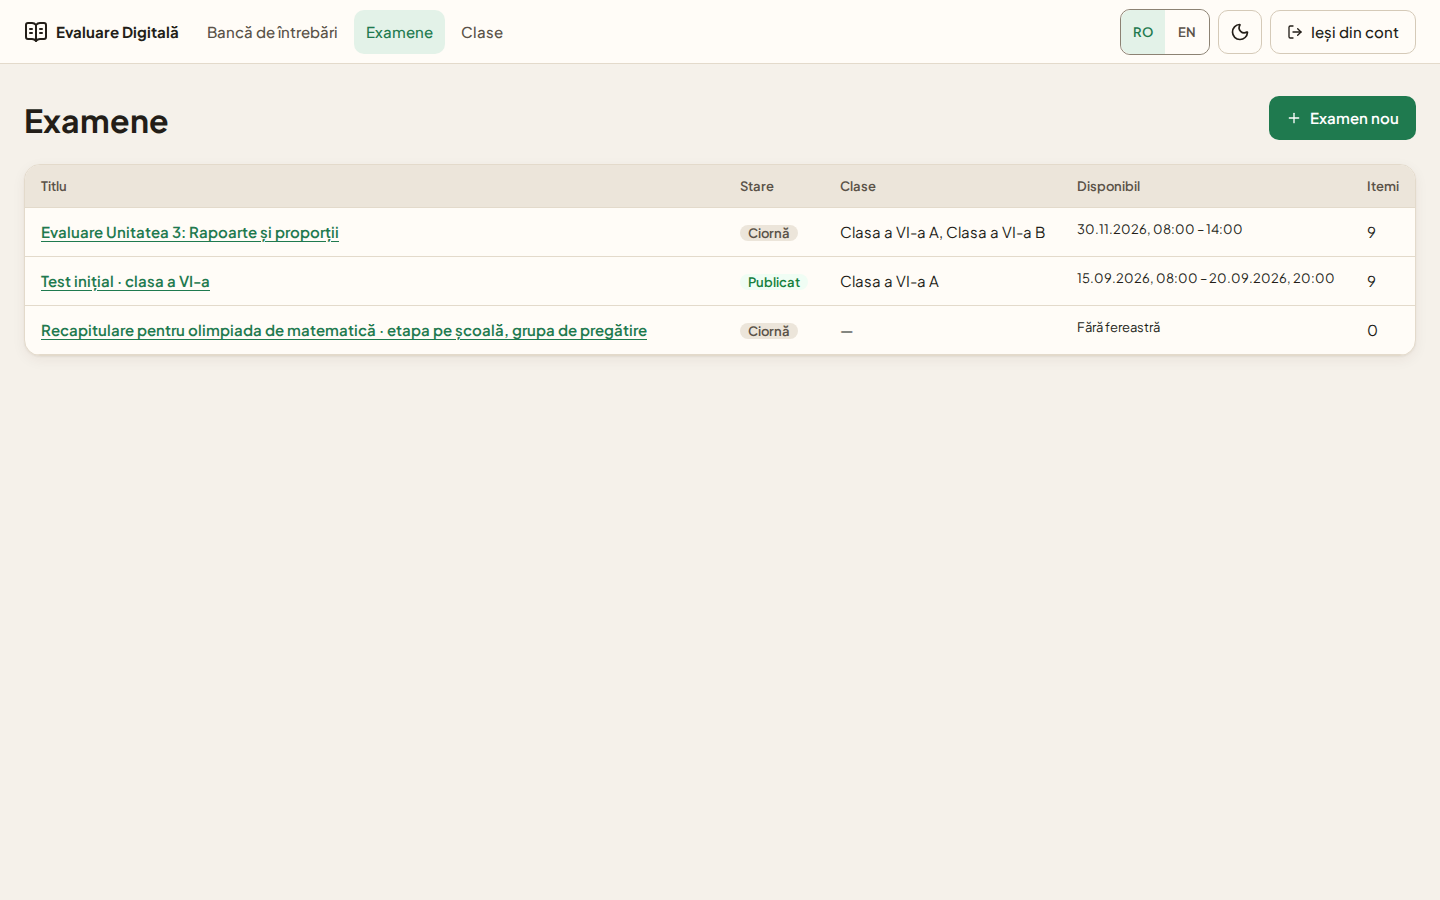 Evaluare Digitală Bancă de întrebări Examene Clase RO EN Ieși din cont
Examene
+ Examen nou
Titlu Stare Clase Disponibil Itemi
Evaluare Unitatea 3: Rapoarte și proporții Ciornă Clasa a VI-a A, Clasa a VI-a B 30.11.2026, 08:00 – 14:00 9
Test inițial · clasa a VI-a Publicat Clasa a VI-a A 15.09.2026, 08:00 – 20.09.2026, 20:00 9
Recapitulare pentru olimpiada de matematică · etapa pe școală, grupa de pregătire Ciornă — Fără fereastră 0